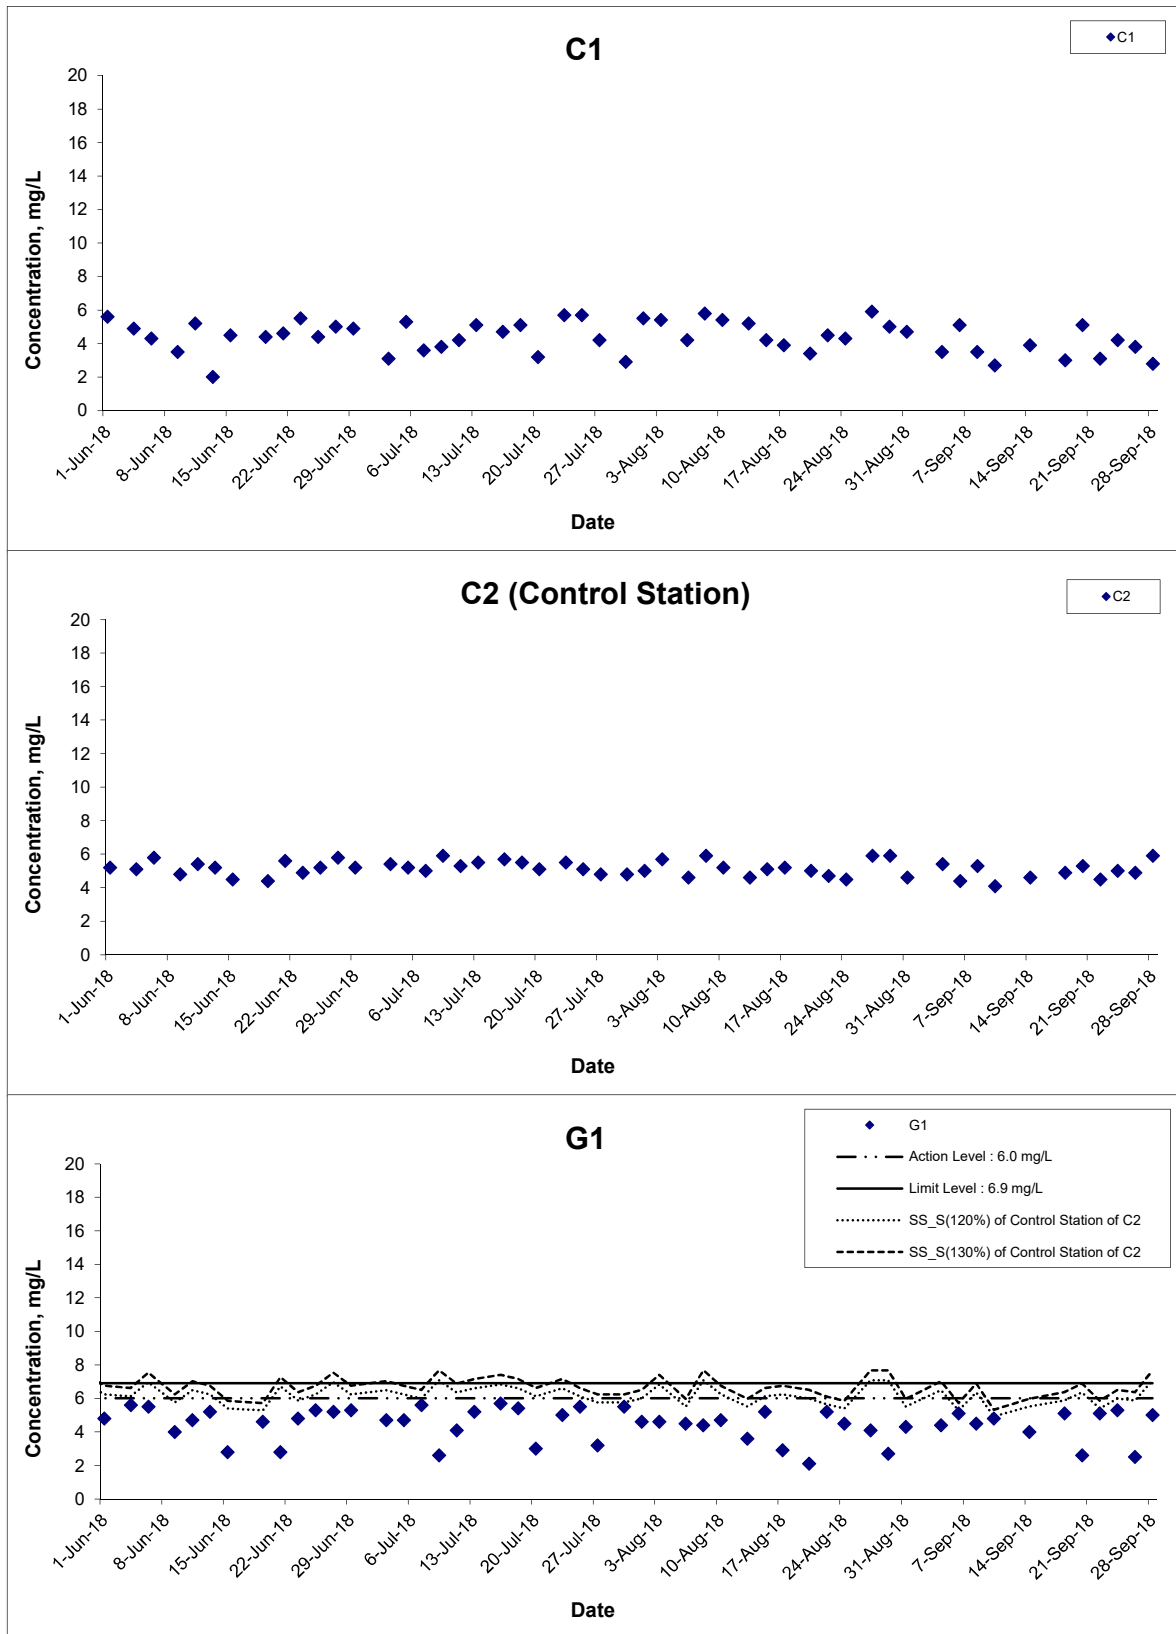 C1
C1
Concentration, mg/L
20
18
16
14
12
10
8
6
4
2
0
1-Jun-18 8-Jun-18 15-Jun-18 22-Jun-18 29-Jun-18 6-Jul-18 13-Jul-18 20-Jul-18 27-Jul-18 3-Aug-18 10-Aug-18 17-Aug-18 24-Aug-18 31-Aug-18 7-Sep-18 14-Sep-18 21-Sep-18 28-Sep-18
Date
C2 (Control Station)
C2
Concentration, mg/L
20
18
16
14
12
10
8
6
4
2
0
1-Jun-18 8-Jun-18 15-Jun-18 22-Jun-18 29-Jun-18 6-Jul-18 13-Jul-18 20-Jul-18 27-Jul-18 3-Aug-18 10-Aug-18 17-Aug-18 24-Aug-18 31-Aug-18 7-Sep-18 14-Sep-18 21-Sep-18 28-Sep-18
Date
G1
G1
Action Level : 6.0 mg/L
Limit Level : 6.9 mg/L
SS_S(120%) of Control Station of C2
SS_S(130%) of Control Station of C2
Concentration, mg/L
20
18
16
14
12
10
8
6
4
2
0
1-Jun-18 8-Jun-18 15-Jun-18 22-Jun-18 29-Jun-18 6-Jul-18 13-Jul-18 20-Jul-18 27-Jul-18 3-Aug-18 10-Aug-18 17-Aug-18 24-Aug-18 31-Aug-18 7-Sep-18 14-Sep-18 21-Sep-18 28-Sep-18
Date